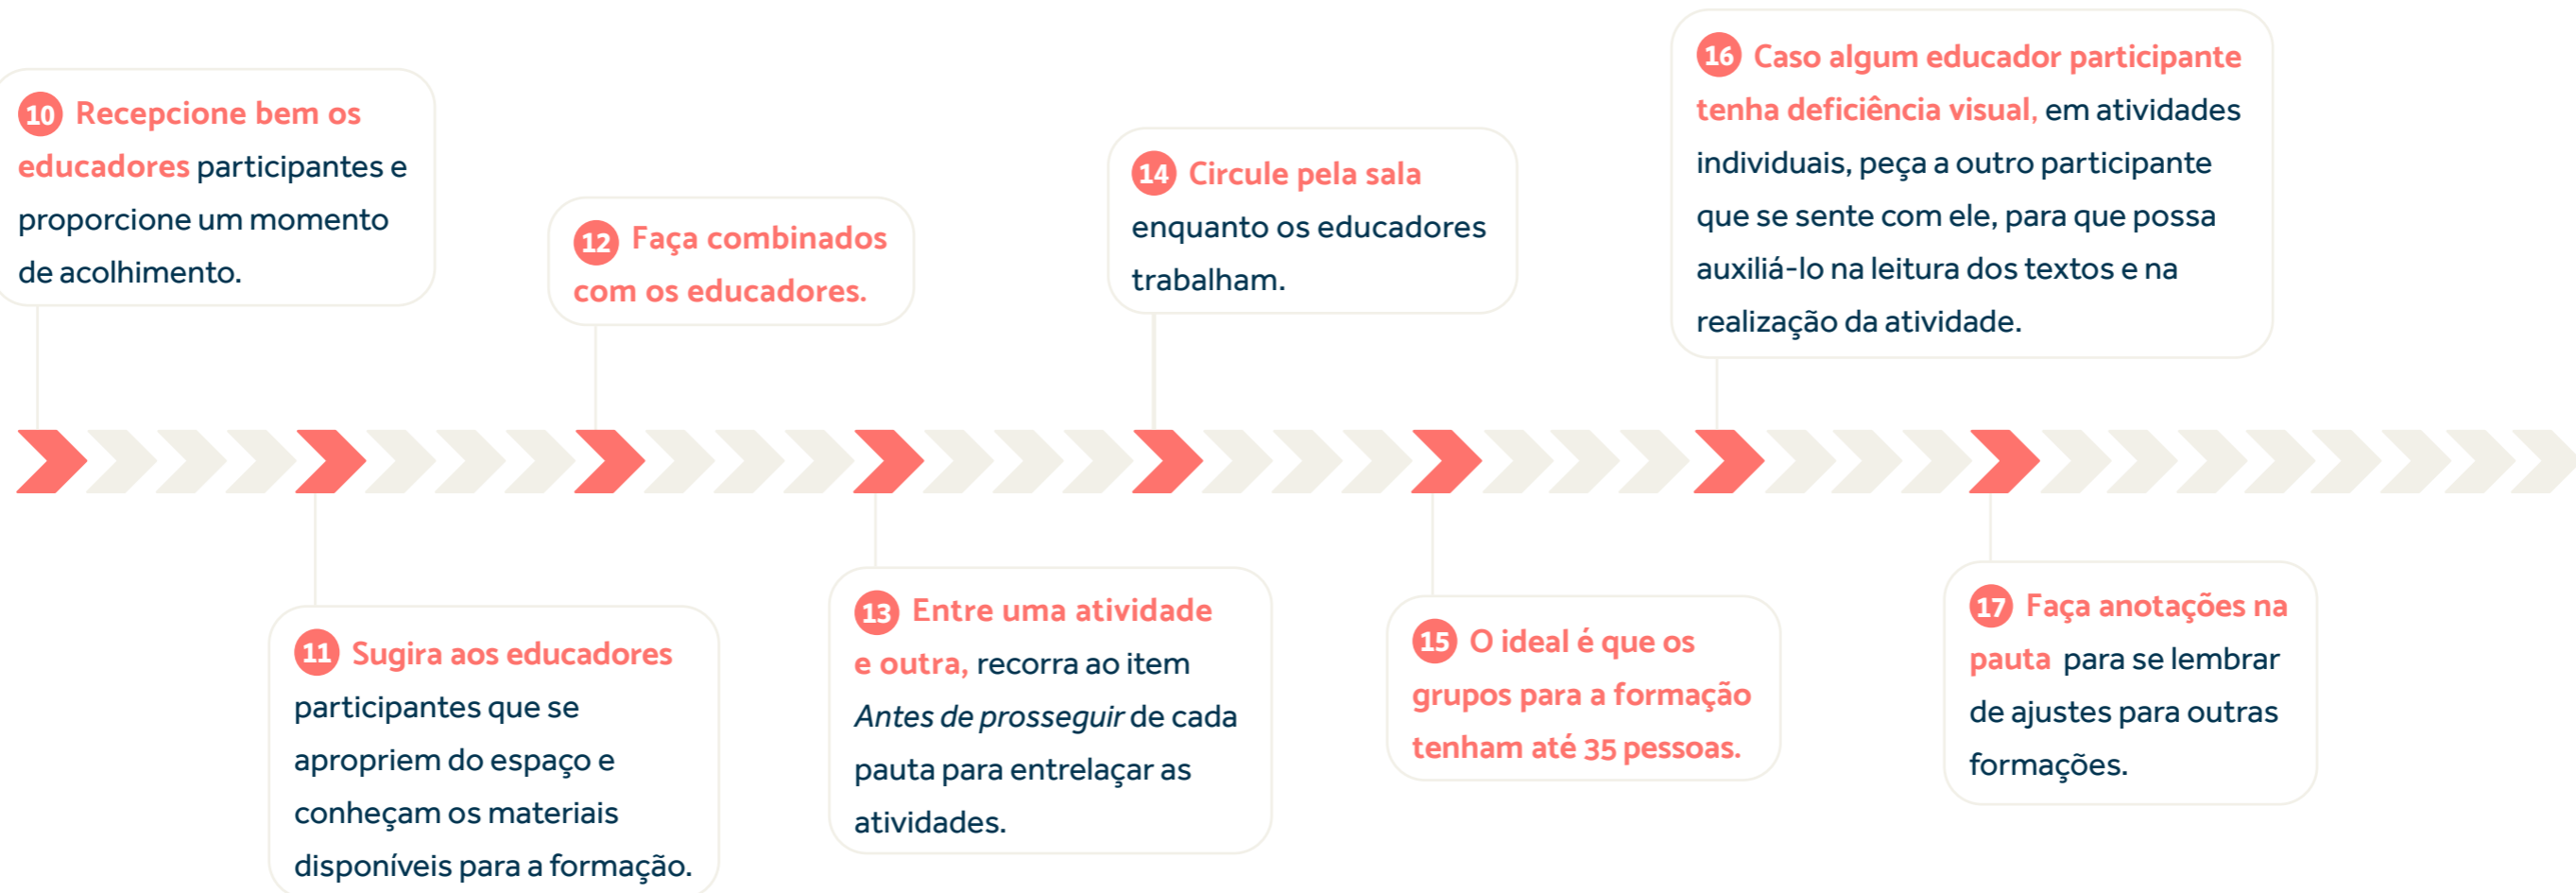 10 Recepcione bem os
educadores participantes e
proporcione um momento
de acolhimento.
11 Sugira aos educadores
participantes que se
apropriem do espaço e
conheçam os materiais
disponíveis para a formação.
12 Faça combinados
com os educadores.
13 Entre uma atividade
e outra, recorra ao item
Antes de prosseguir de cada
pauta para entrelaçar as
atividades.
14 Circule pela sala
enquanto os educadores
trabalham.
15 O ideal é que os
grupos para a formação
tenham até 35 pessoas.
16 Caso algum educador participante
tenha deficiência visual, em atividades
individuais, peça a outro participante
que se sente com ele, para que possa
auxiliá-lo na leitura dos textos e na
realização da atividade.
17 Faça anotações na
pauta para se lembrar
de ajustes para outras
formações.